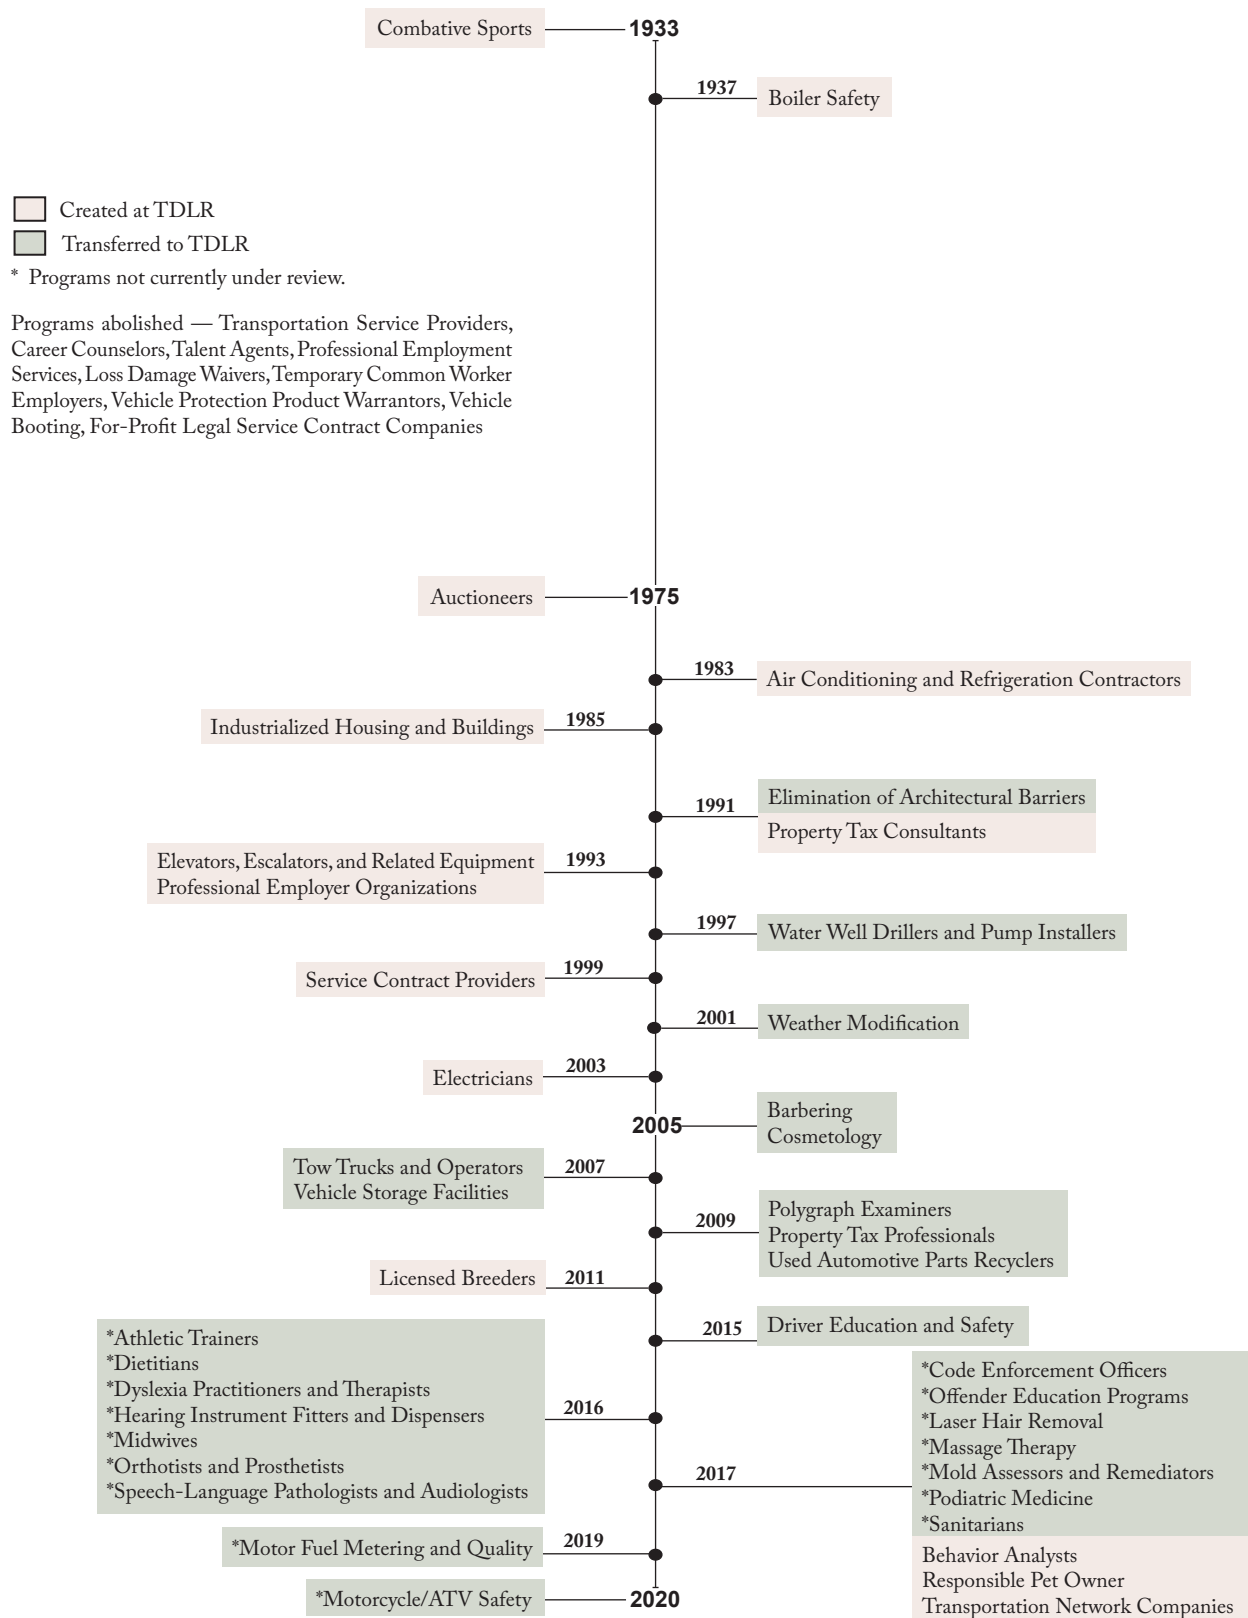 Combative Sports
1933
1937
Boiler Safety
Created at TDLR
Transferred to TDLR
* Programs not currently under review.
Programs abolished — Transportation Service Providers,
Career Counselors, Talent Agents, Professional Employment
Services, Loss Damage Waivers, Temporary Common Worker
Employers, Vehicle Protection Product Warrantors, Vehicle
Booting, For-Profit Legal Service Contract Companies
Auctioneers
1975
1983
Air Conditioning and Refrigeration Contractors
Industrialized Housing and Buildings
1985
1991
Elimination of Architectural Barriers
Property Tax Consultants
Elevators, Escalators, and Related Equipment
Professional Employer Organizations
1993
1997
Water Well Drillers and Pump Installers
Service Contract Providers
1999
2001
Weather Modification
Electricians
2003
2005
Barbering
Cosmetology
Tow Trucks and Operators
Vehicle Storage Facilities
2007
2009
Polygraph Examiners
Property Tax Professionals
Used Automotive Parts Recyclers
Licensed Breeders
2011
2015
Driver Education and Safety
*Athletic Trainers
*Dietitians
*Dyslexia Practitioners and Therapists
*Hearing Instrument Fitters and Dispensers
*Midwives
*Orthotists and Prosthetists
*Speech-Language Pathologists and Audiologists
2016
2017
*Code Enforcement Officers
*Offender Education Programs
*Laser Hair Removal
*Massage Therapy
*Mold Assessors and Remediators
*Podiatric Medicine
*Sanitarians
Behavior Analysts
Responsible Pet Owner
Transportation Network Companies
*Motor Fuel Metering and Quality
2019
*Motorcycle/ATV Safety
2020